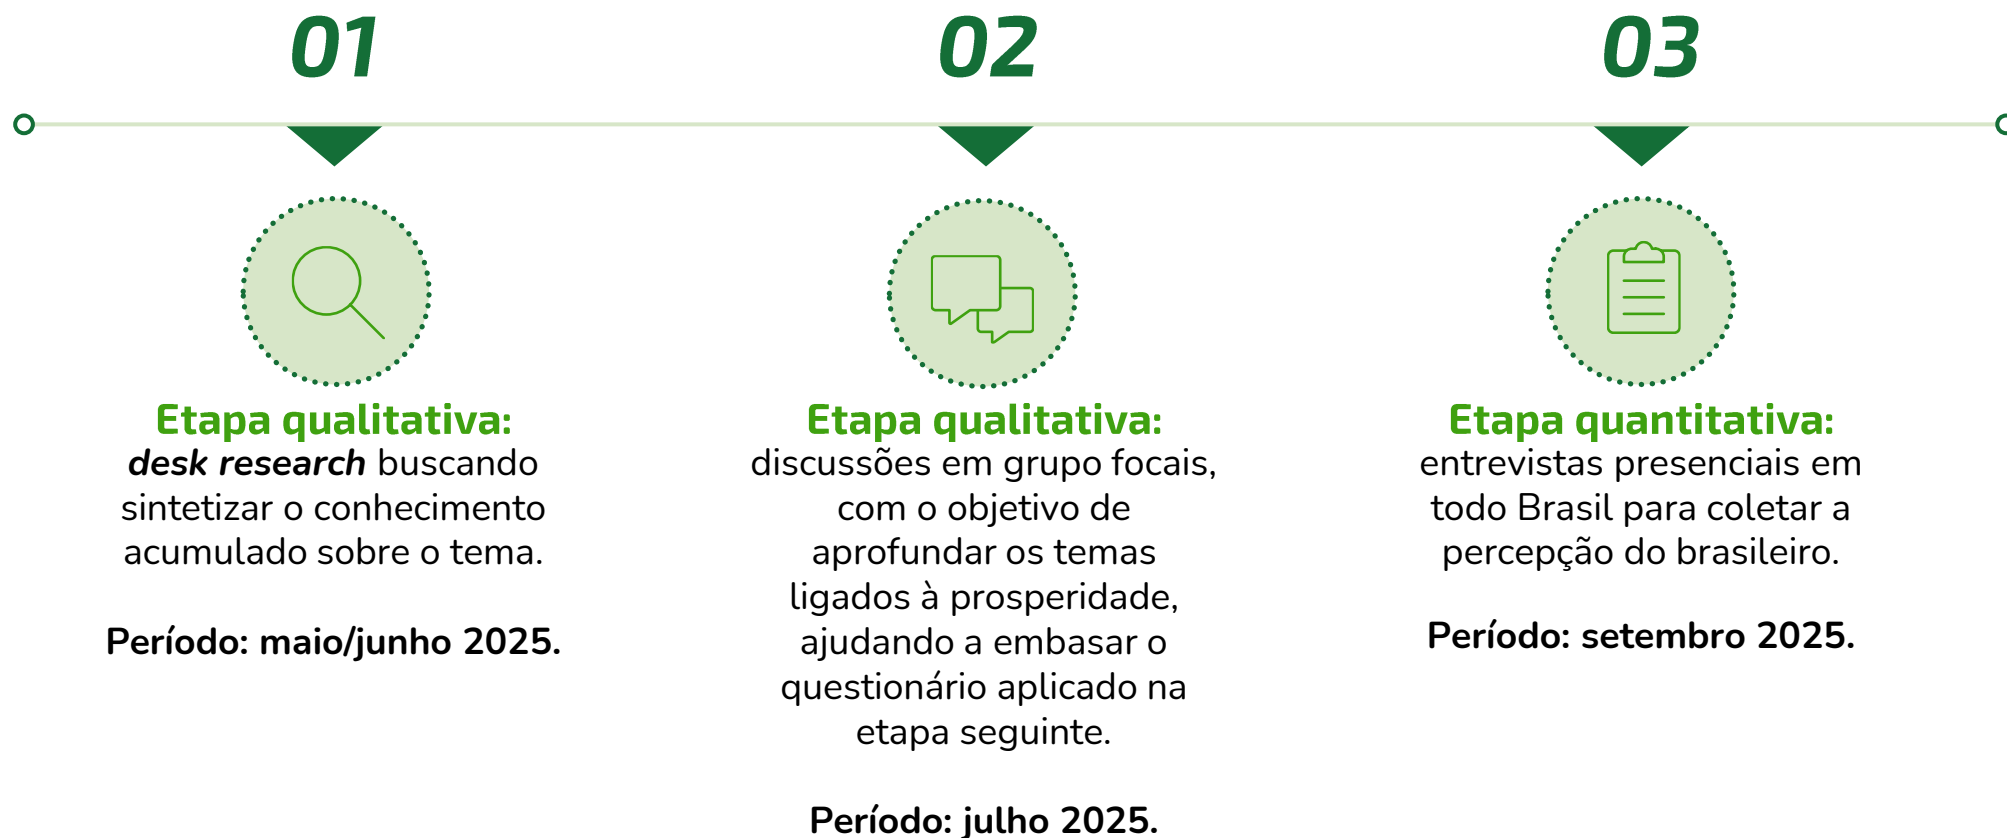 01
Etapa qualitativa:
desk research buscando
sintetizar o conhecimento
acumulado sobre o tema.
Período: maio/junho 2025.
02
Etapa qualitativa:
discussões em grupo focais,
com o objetivo de
aprofundar os temas
ligados à prosperidade,
ajudando a embasar o
questionário aplicado na
etapa seguinte.
Período: julho 2025.
03
Etapa quantitativa:
entrevistas presenciais em
todo Brasil para coletar a
percepção do brasileiro.
Período: setembro 2025.